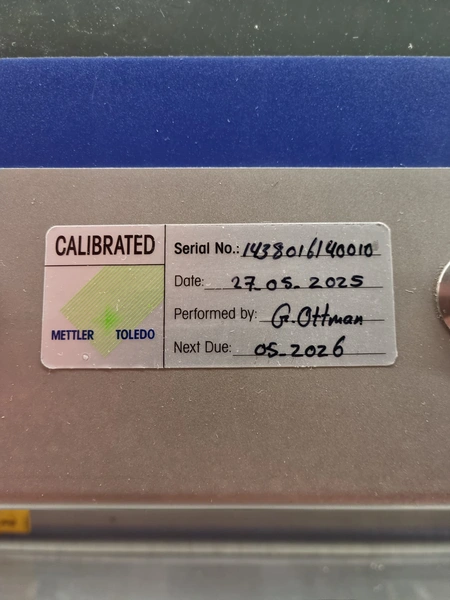 CALIBRATED
METTLER TOLEDO
Serial No.: 1438016140010
Date: 27.05.2025
Performed by: G.Ottman
Next Due: 05-2026